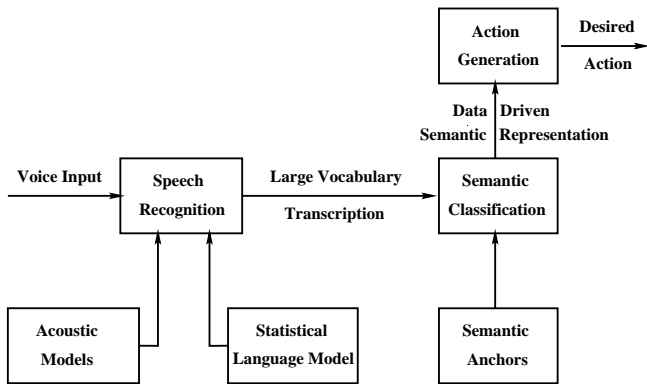 Action
Generation
Desired
Action
Data Driven
Semantic Representation
Voice Input
Speech
Recognition
Large Vocabulary
Transcription
Semantic
Classification
Acoustic
Models
Statistical
Language Model
Semantic
Anchors